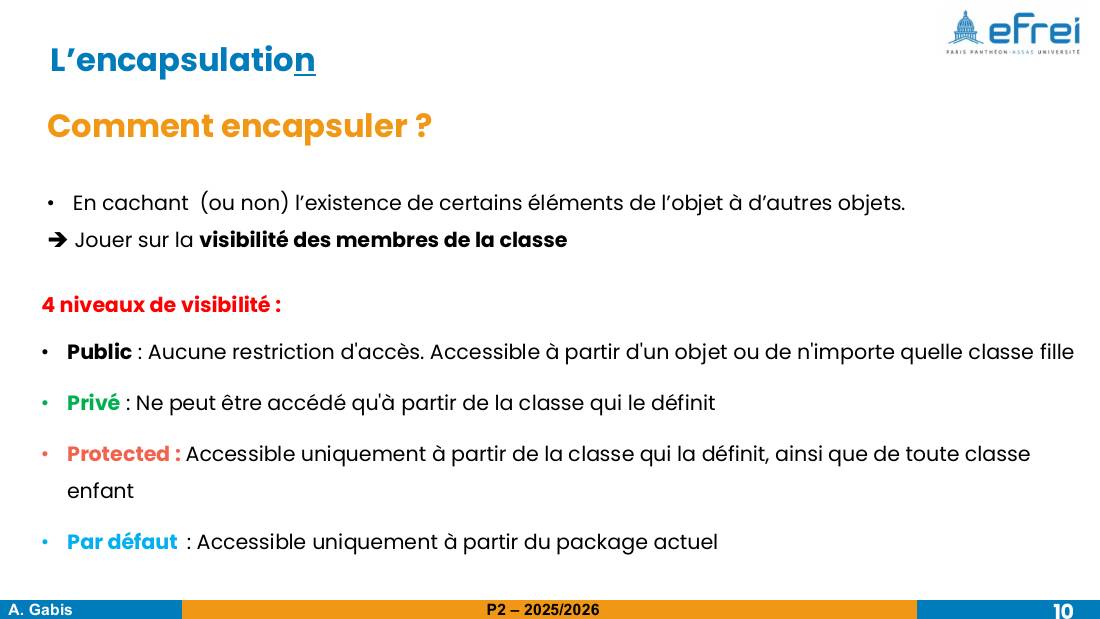 efrei
PARIS PANTHÉON-ASSAS UNIVERSITÉ
L’encapsulation
Comment encapsuler ?
• En cachant  (ou non) l’existence de certains éléments de l’objet à d’autres objets.
➔ Jouer sur la visibilité des membres de la classe
4 niveaux de visibilité :
• Public : Aucune restriction d'accès. Accessible à partir d'un objet ou de n'importe quelle classe fille
• Privé : Ne peut être accédé qu'à partir de la classe qui le définit
• Protected : Accessible uniquement à partir de la classe qui la définit, ainsi que de toute classe
enfant
• Par défaut  : Accessible uniquement à partir du package actuel
A. Gabis
P2 – 2025/2026
10